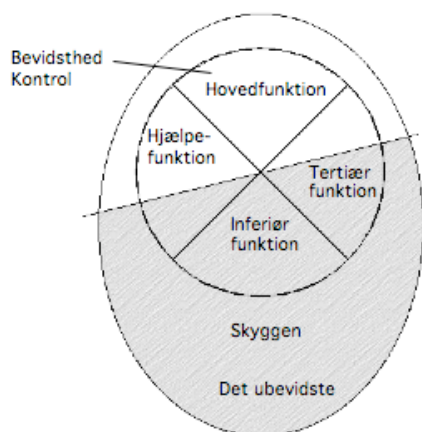 Bevidsthed
Kontrol
Hovedfunktion
Hjælpe-
funktion
Tertiær
funktion
Inferiør
funktion
Skyggen
Det ubevidste